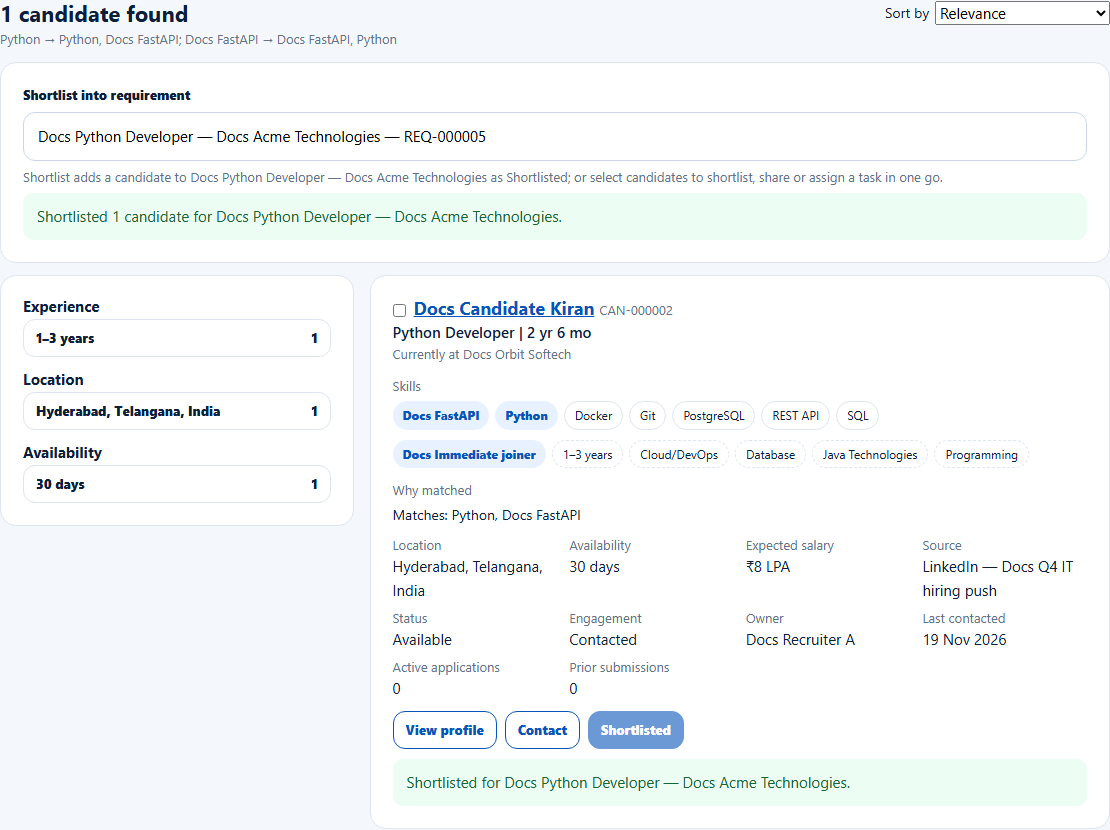 1 candidate found
Sort by Relevance
Python → Python, Docs FastAPI; Docs FastAPI → Docs FastAPI, Python
Shortlist into requirement
Docs Python Developer — Docs Acme Technologies — REQ-000005
Shortlist adds a candidate to Docs Python Developer — Docs Acme Technologies as Shortlisted; or select candidates to shortlist, share or assign a task in one go.
Shortlisted 1 candidate for Docs Python Developer — Docs Acme Technologies.
Experience
1–3 years 1
Location
Hyderabad, Telangana, India 1
Availability
30 days 1
Docs Candidate Kiran CAN-000002
Python Developer | 2 yr 6 mo
Currently at Docs Orbit Softech
Skills
Docs FastAPI Python Docker Git PostgreSQL REST API SQL
Docs Immediate joiner 1–3 years Cloud/DevOps Database Java Technologies Programming
Why matched
Matches: Python, Docs FastAPI
Location Availability Expected salary Source
Hyderabad, Telangana, 30 days ₹8 LPA LinkedIn — Docs Q4 IT
India hiring push
Status Engagement Owner Last contacted
Available Contacted Docs Recruiter A 19 Nov 2026
Active applications Prior submissions
0 0
View profile Contact Shortlisted
Shortlisted for Docs Python Developer — Docs Acme Technologies.